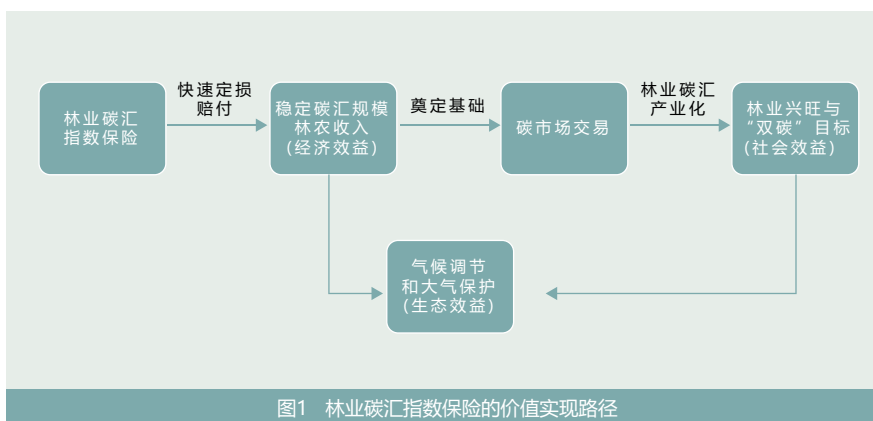 林业碳汇
指数保险
快速定损
赔付
稳定碳汇规模
林农收入
(经济效益)
奠定基础
碳市场交易
林业碳汇
产业化
林业兴旺与
“双碳”目标
(社会效益)
气候调节
和大气保护
(生态效益)
图1 林业碳汇指数保险的价值实现路径